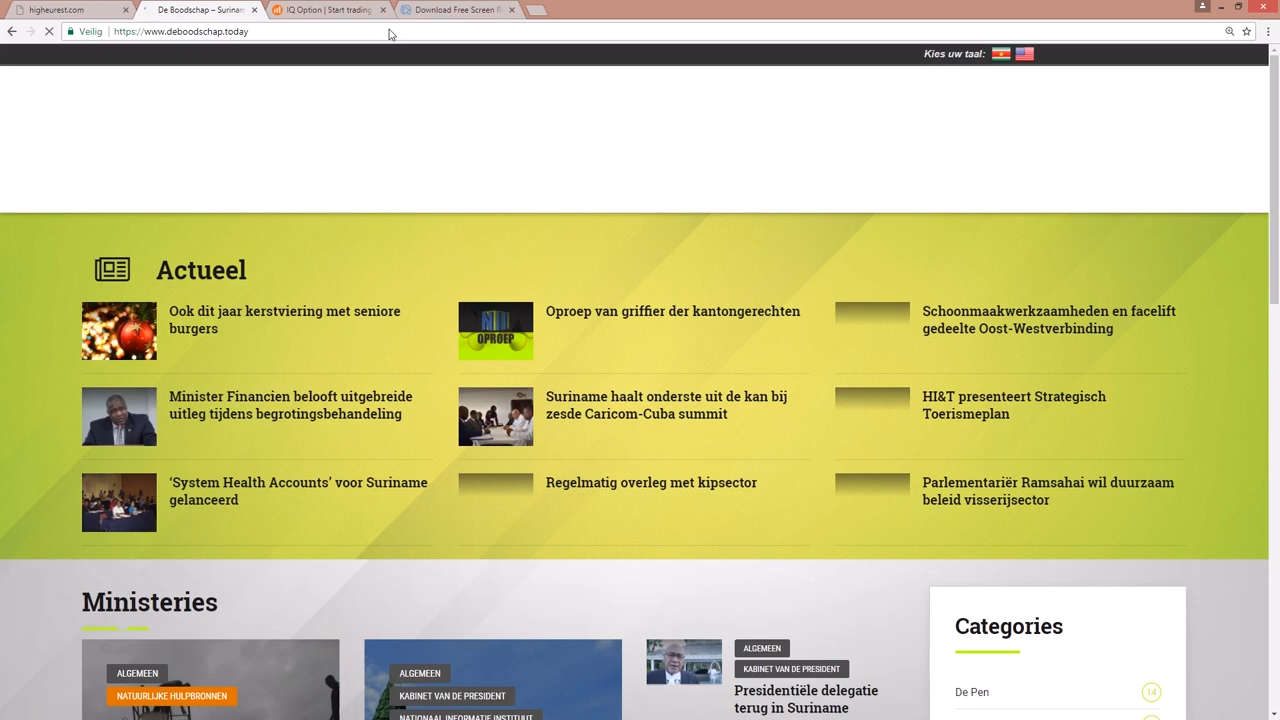 higheurest.com
De Boodschap – Surinam
IQ Option | Start trading
Download Free Screen R
Veilig
https://www.deboodschap.today
Kies uw taal:
Actueel
Ook dit jaar kerstviering met seniore
burgers
OPROEP
Oproep van griffier der kantongerechten
Schoonmaakwerkzaamheden en facelift
gedeelte Oost-Westverbinding
Minister Financien belooft uitgebreide
uitleg tijdens begrotingsbehandeling
Suriname haalt onderste uit de kan bij
zesde Caricom-Cuba summit
HI&T presenteert Strategisch
Toerismeplan
‘System Health Accounts’ voor Suriname
gelanceerd
Regelmatig overleg met kipsector
Parlementariër Ramsahai wil duurzaam
beleid visserijsector
Ministeries
ALGEMEEN
NATUURLIJKE HULPBRONNEN
ALGEMEEN
KABINET VAN DE PRESIDENT
NATIONAAL INFORMATIE INSTITUUT
ALGEMEEN
KABINET VAN DE PRESIDENT
Presidentiële delegatie
terug in Suriname
Categories
De Pen
14